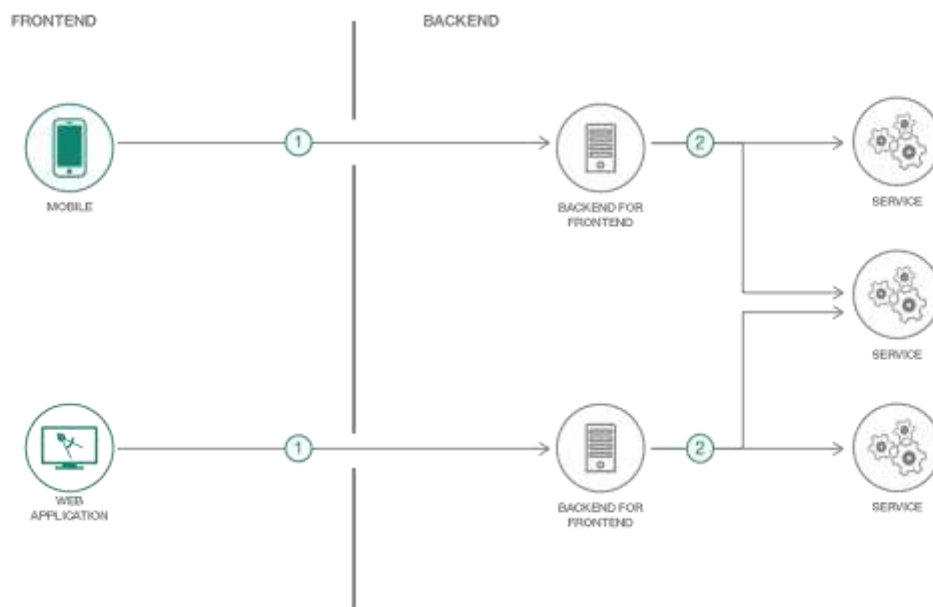 FRONTEND
BACKEND
1
2
MOBILE
BACKEND FOR
FRONTEND
SERVICE
SERVICE
1
2
WEB
APPLICATION
BACKEND FOR
FRONTEND
SERVICE